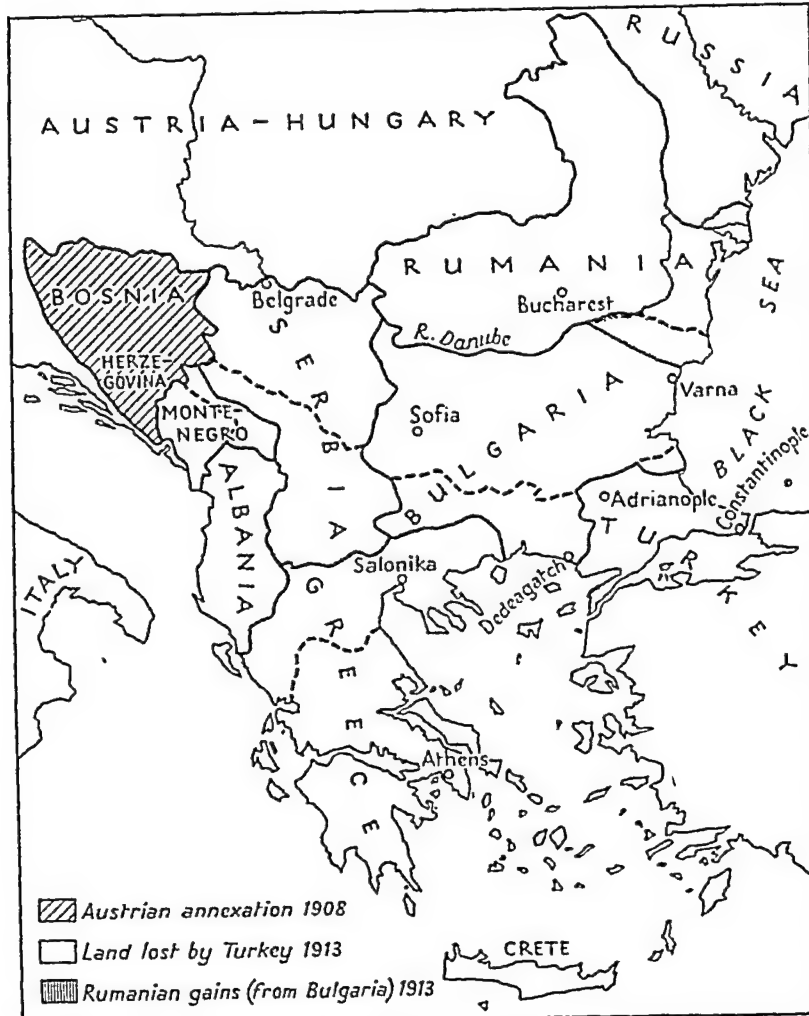 RUSSIA
AUSTRIA-HUNGARY
RUMANIA
BOSNIA
Belgrade
Bucharest
SEA
HERZE-
GOVINA
R. Danube
SERBIA
Varna
MONTE-
NEGRO
Sofia
BULGARIA
BLACK
ALBANIA
Adrianople
Constantinople
ITALY
Salonika
TURKEY
Dedeagatch
GREECE
Athens
Austrian annexation 1908
Land lost by Turkey 1913
CRETE
Rumanian gains (from Bulgaria) 1913